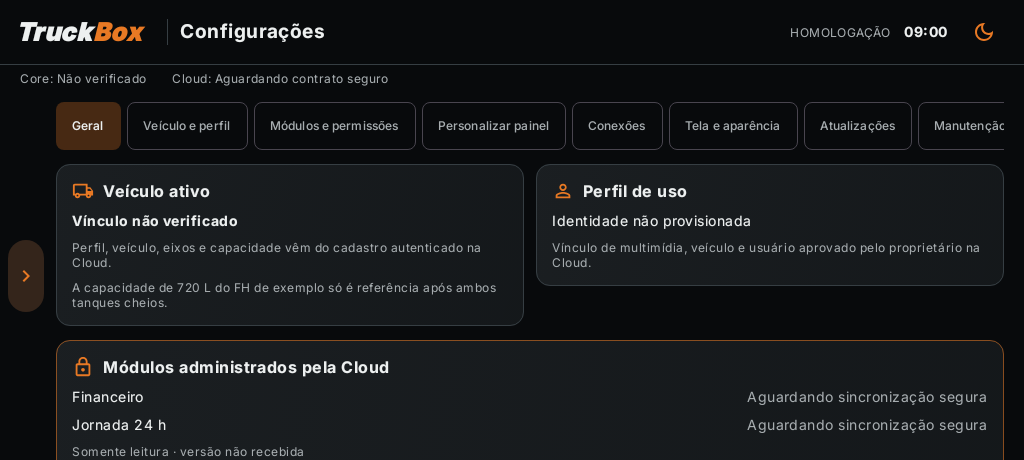 TruckBox
Configurações
HOMOLOGAÇÃO 09:00
Core: Não verificado
Cloud: Aguardando contrato seguro
Geral
Veículo e perfil
Módulos e permissões
Personalizar painel
Conexões
Tela e aparência
Atualizações
Manutenção
Veículo ativo
Vínculo não verificado
Perfil, veículo, eixos e capacidade vêm do cadastro autenticado na
Cloud.
A capacidade de 720 L do FH de exemplo só é referência após ambos
tanques cheios.
Perfil de uso
Identidade não provisionada
Vínculo de multimídia, veículo e usuário aprovado pelo proprietário na
Cloud.
Módulos administrados pela Cloud
Financeiro Aguardando sincronização segura
Jornada 24 h Aguardando sincronização segura
Somente leitura · versão não recebida